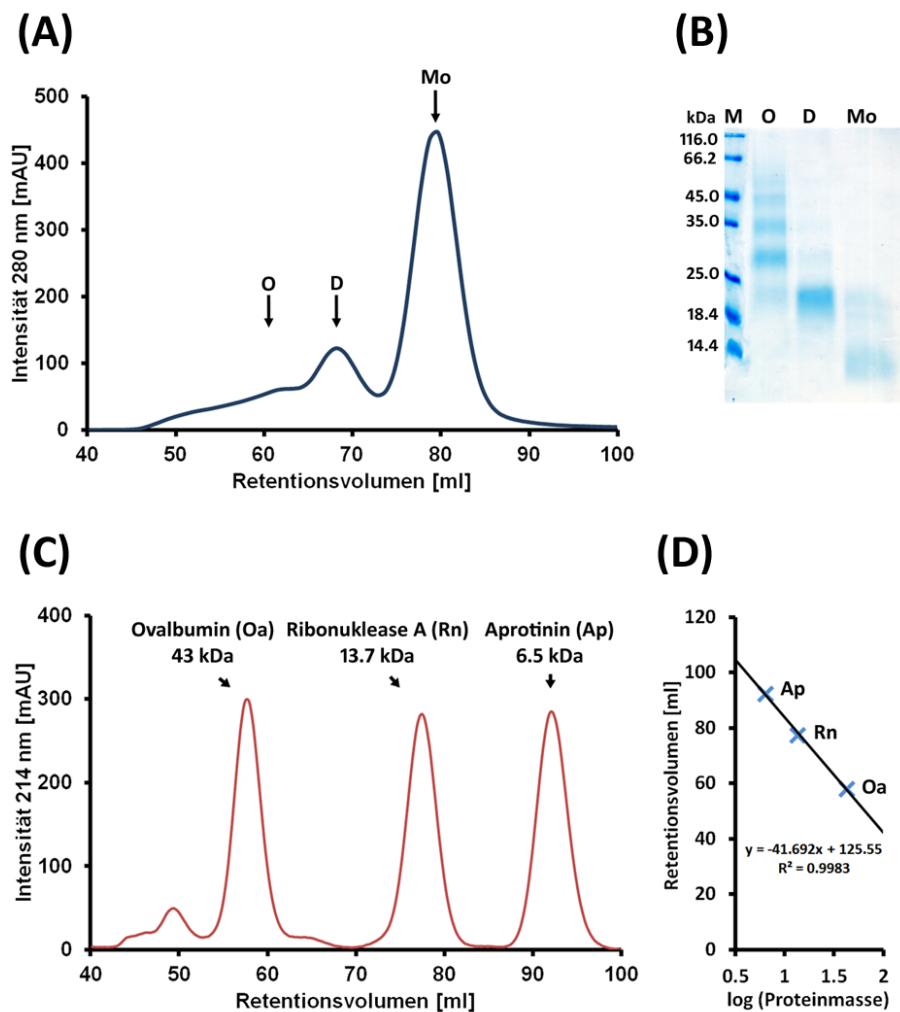 (A)
Mo
O
D
Intensität 280 nm [mAU]
500
400
300
200
100
0
40 50 60 70 80 90 100
Retentionsvolumen [ml]
(B)
kDa M O D Mo
116.0
66.2
45.0
35.0
25.0
18.4
14.4
(C)
Intensität 214 nm [mAU]
400
300
200
100
0
Ovalbumin (Oa)
43 kDa
Ribonuklease A (Rn)
13.7 kDa
Aprotinin (Ap)
6.5 kDa
40 50 60 70 80 90 100
Retentionsvolumen [ml]
(D)
Retentionsvolumen [ml]
120
100
80
60
40
20
0
Ap
Rn
Oa
y = -41.692x + 125.55
R² = 0.9983
0.5 1 1.5 2
log (Proteinmasse)